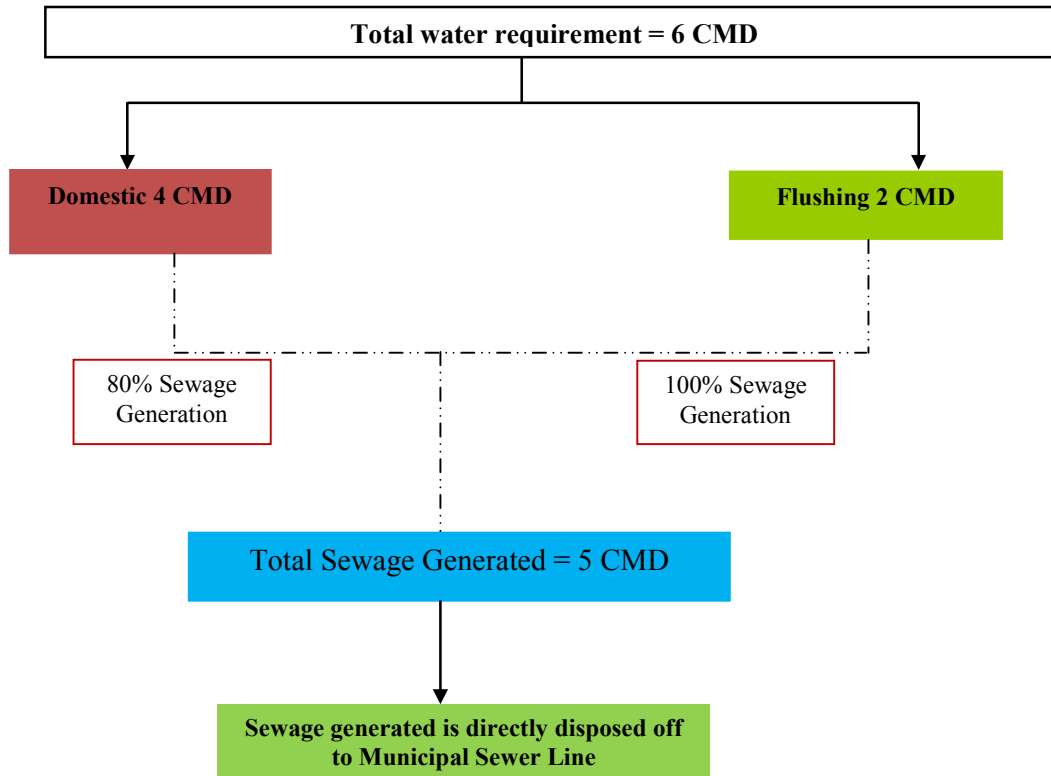 Total water requirement = 6 CMD
Domestic 4 CMD
Flushing 2 CMD
80% Sewage
Generation
100% Sewage
Generation
Total Sewage Generated = 5 CMD
Sewage generated is directly disposed off
to Municipal Sewer Line